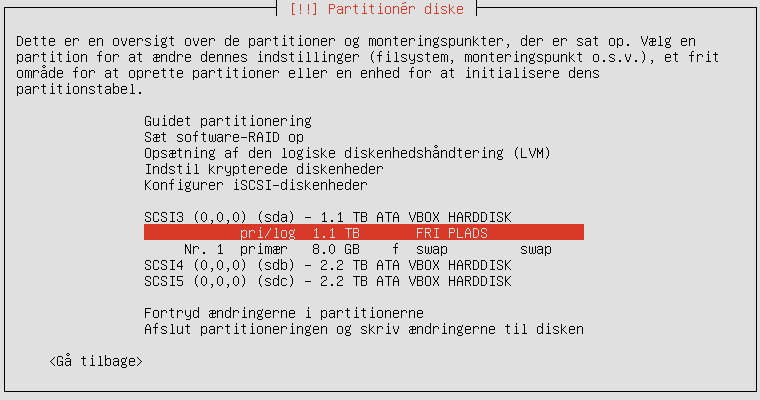 [!!] Partitionér diske
Dette er en oversigt over de partitioner og monteringspunkter, der er sat op. Vælg en
partition for at ændre dennes indstillinger (filsystem, monteringspunkt o.s.v.), et frit
område for at oprette partitioner eller en enhed for at initialisere dens
partitionstabel.
Guidet partitionering
Sæt software-RAID op
Opsætning af den logiske diskenhedshåndtering (LVM)
Indstil krypterede diskenheder
Konfigurer iSCSI-diskenheder
SCSI3 (0,0,0) (sda) - 1.1 TB ATA VBOX HARDDISK
pri/log 1.1 TB FRI PLADS
Nr. 1 primær 8.0 GB f swap swap
SCSI4 (0,0,0) (sdb) - 2.2 TB ATA VBOX HARDDISK
SCSI5 (0,0,0) (sdc) - 2.2 TB ATA VBOX HARDDISK
Fortryd ændringerne i partitionerne
Afslut partitioneringen og skriv ændringerne til disken
<Gå tilbage>